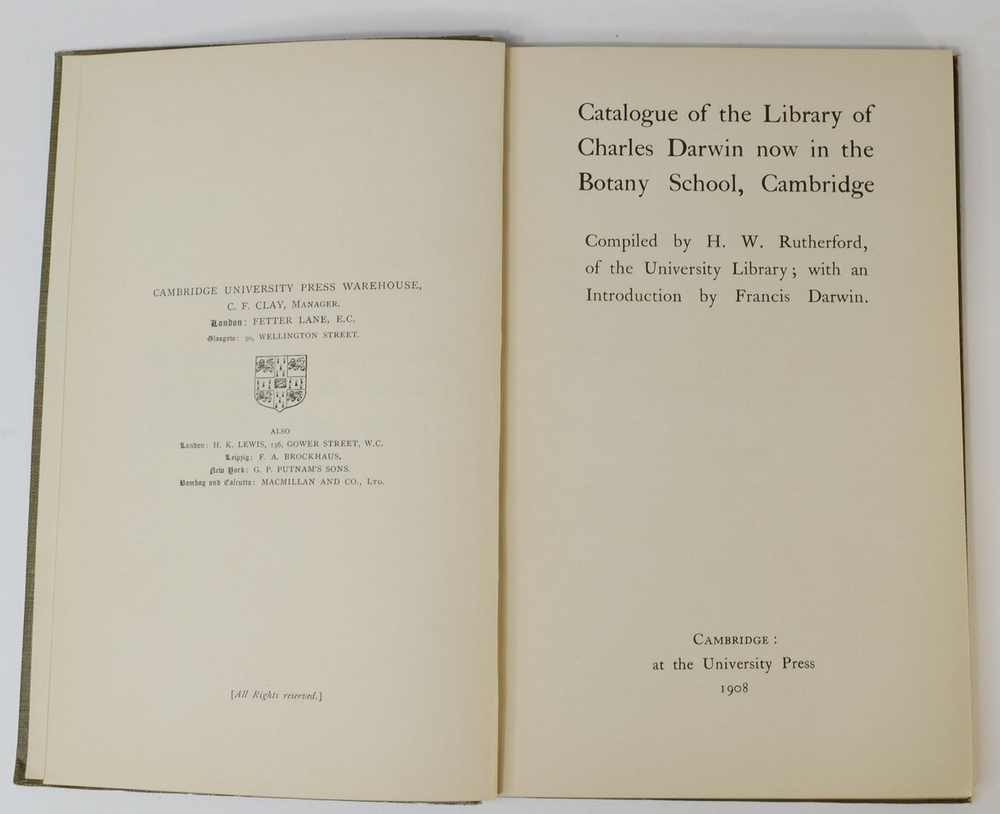 CAMBRIDGE UNIVERSITY PRESS WAREHOUSE,
C. F. CLAY, MANAGER.
London: FETTER LANE, E.C.
Glasgow: 50, WELLINGTON STREET.
ALSO
London: H. K. LEWIS, 136, GOWER STREET, W.C.
Leipzig: F. A. BROCKHAUS.
New York: G. P. PUTNAM'S SONS.
Bombay and Calcutta: MACMILLAN AND CO., LTD.
[All Rights reserved.]
Catalogue of the Library of
Charles Darwin now in the
Botany School, Cambridge
Compiled by H. W. Rutherford,
of the University Library; with an
Introduction by Francis Darwin.
CAMBRIDGE:
at the University Press
1908